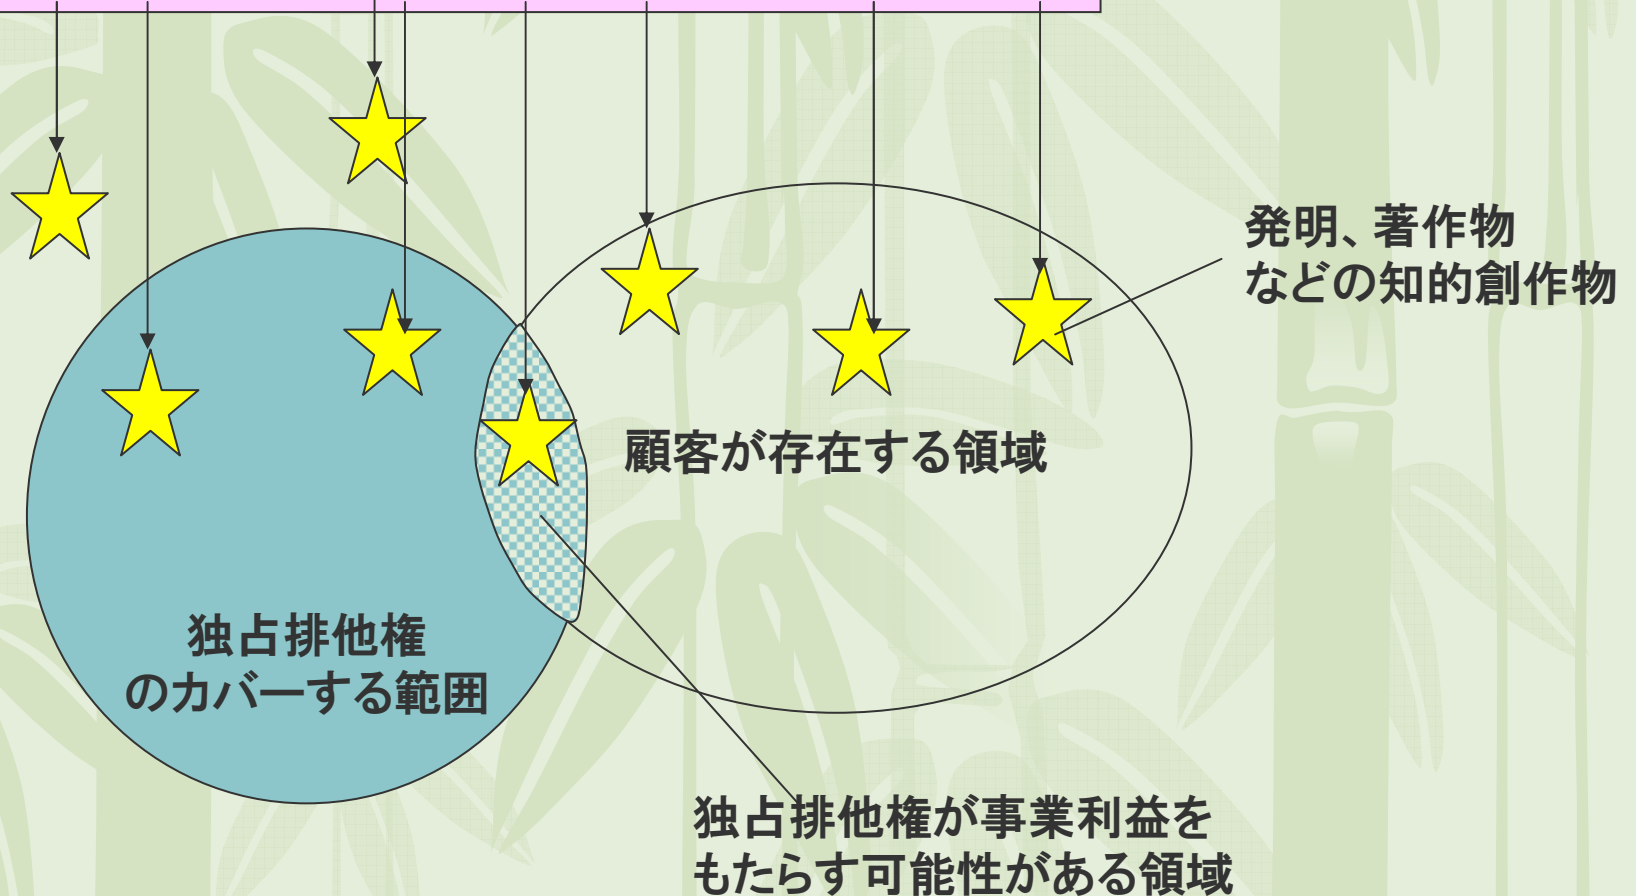 発明、著作物
などの知的創作物
顧客が存在する領域
独占排他権
のカバーする範囲
独占排他権が事業利益を
もたらす可能性がある領域